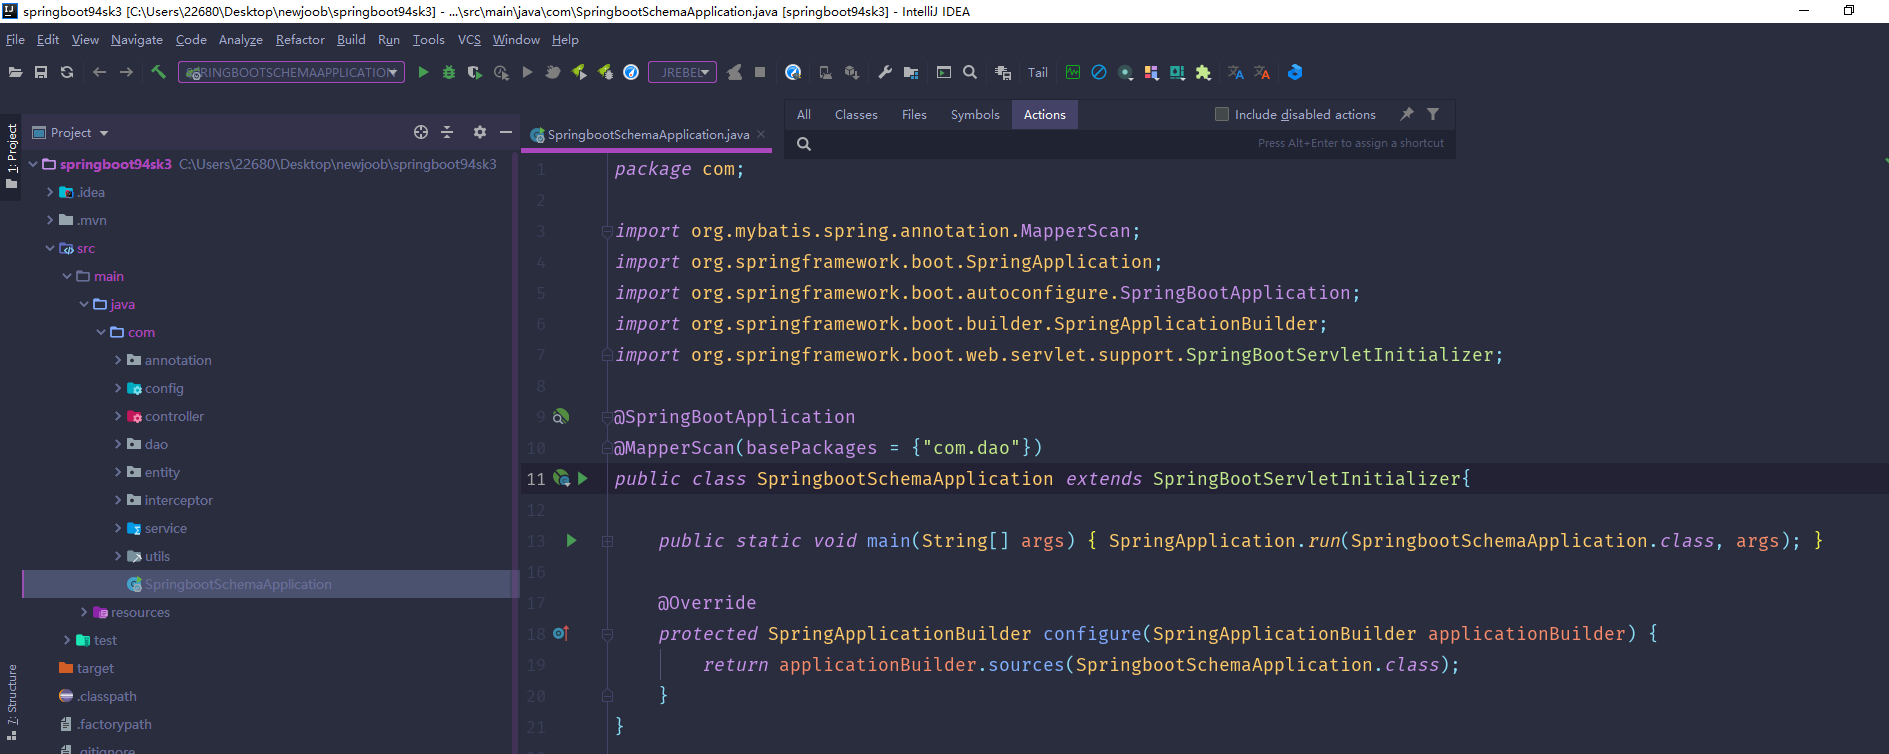 springboot94sk3 [C:\Users\22680\Desktop\newjoob\springboot94sk3] - ...\src\main\java\com\SpringbootSchemaApplication.java [springboot94sk3] - IntelliJ IDEA
File Edit View Navigate Code Analyze Refactor Build Run Tools VCS Window Help
SPRINGBOOTSCHEMAAPPLICATION JREBEL Tail
All Classes Files Symbols Actions Include disabled actions
Press Alt+Enter to assign a shortcut
1: Project
7: Structure
Project
springboot94sk3 C:\Users\22680\Desktop\newjoob\springboot94sk3
.idea
.mvn
src
main
java
com
annotation
config
controller
dao
entity
interceptor
service
utils
SpringbootSchemaApplication
resources
test
target
.classpath
.factorypath
.gitignore
SpringbootSchemaApplication.java
1 package com;
2
3 import org.mybatis.spring.annotation.MapperScan;
4 import org.springframework.boot.SpringApplication;
5 import org.springframework.boot.autoconfigure.SpringBootApplication;
6 import org.springframework.boot.builder.SpringApplicationBuilder;
7 import org.springframework.boot.web.servlet.support.SpringBootServletInitializer;
8
9 @SpringBootApplication
10 @MapperScan(basePackages = {"com.dao"})
11 public class SpringbootSchemaApplication extends SpringBootServletInitializer{
12
13 public static void main(String[] args) { SpringApplication.run(SpringbootSchemaApplication.class, args); }
16
17 @Override
18 protected SpringApplicationBuilder configure(SpringApplicationBuilder applicationBuilder) {
19 return applicationBuilder.sources(SpringbootSchemaApplication.class);
20 }
21 }